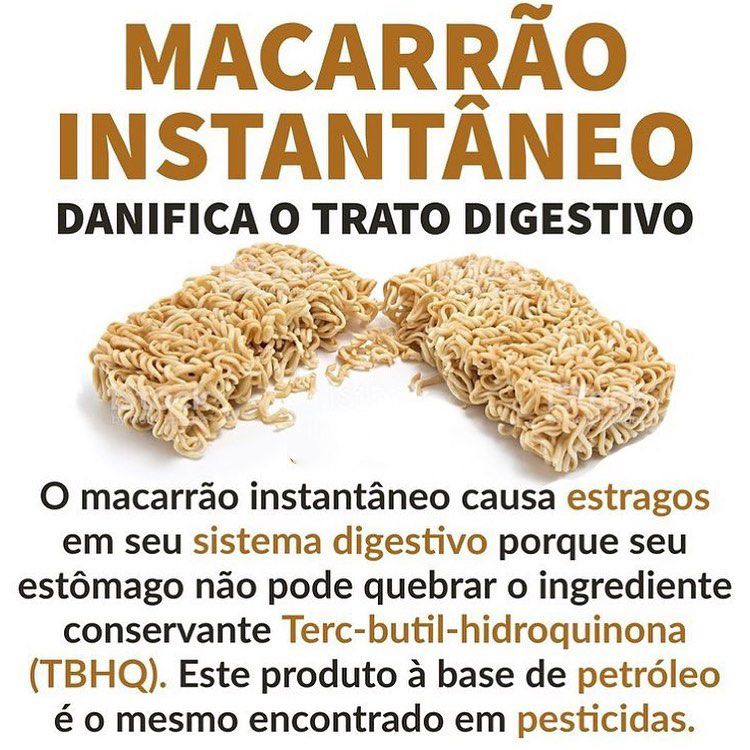 MACARRÃO
INSTANTÂNEO
DANIFICA O TRATO DIGESTIVO
O macarrão instantâneo causa estragos
em seu sistema digestivo porque seu
estômago não pode quebrar o ingrediente
conservante Terc-butil-hidroquinona
(TBHQ). Este produto à base de petróleo
é o mesmo encontrado em pesticidas.